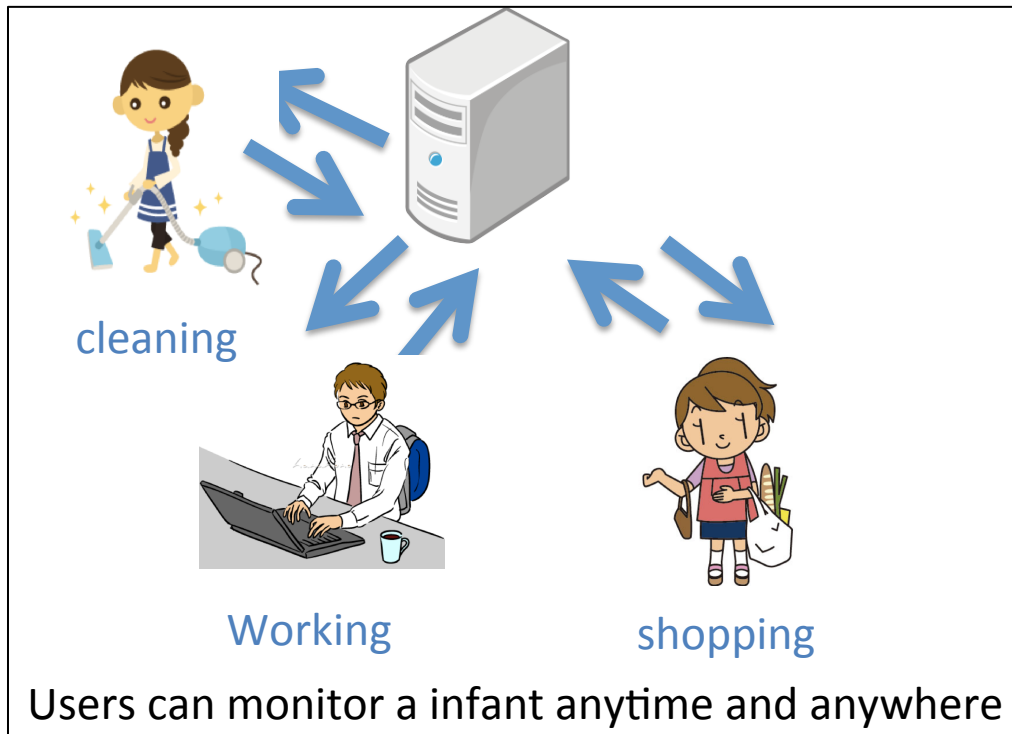 cleaning
Working
shopping
Users can monitor a infant anytime and anywhere